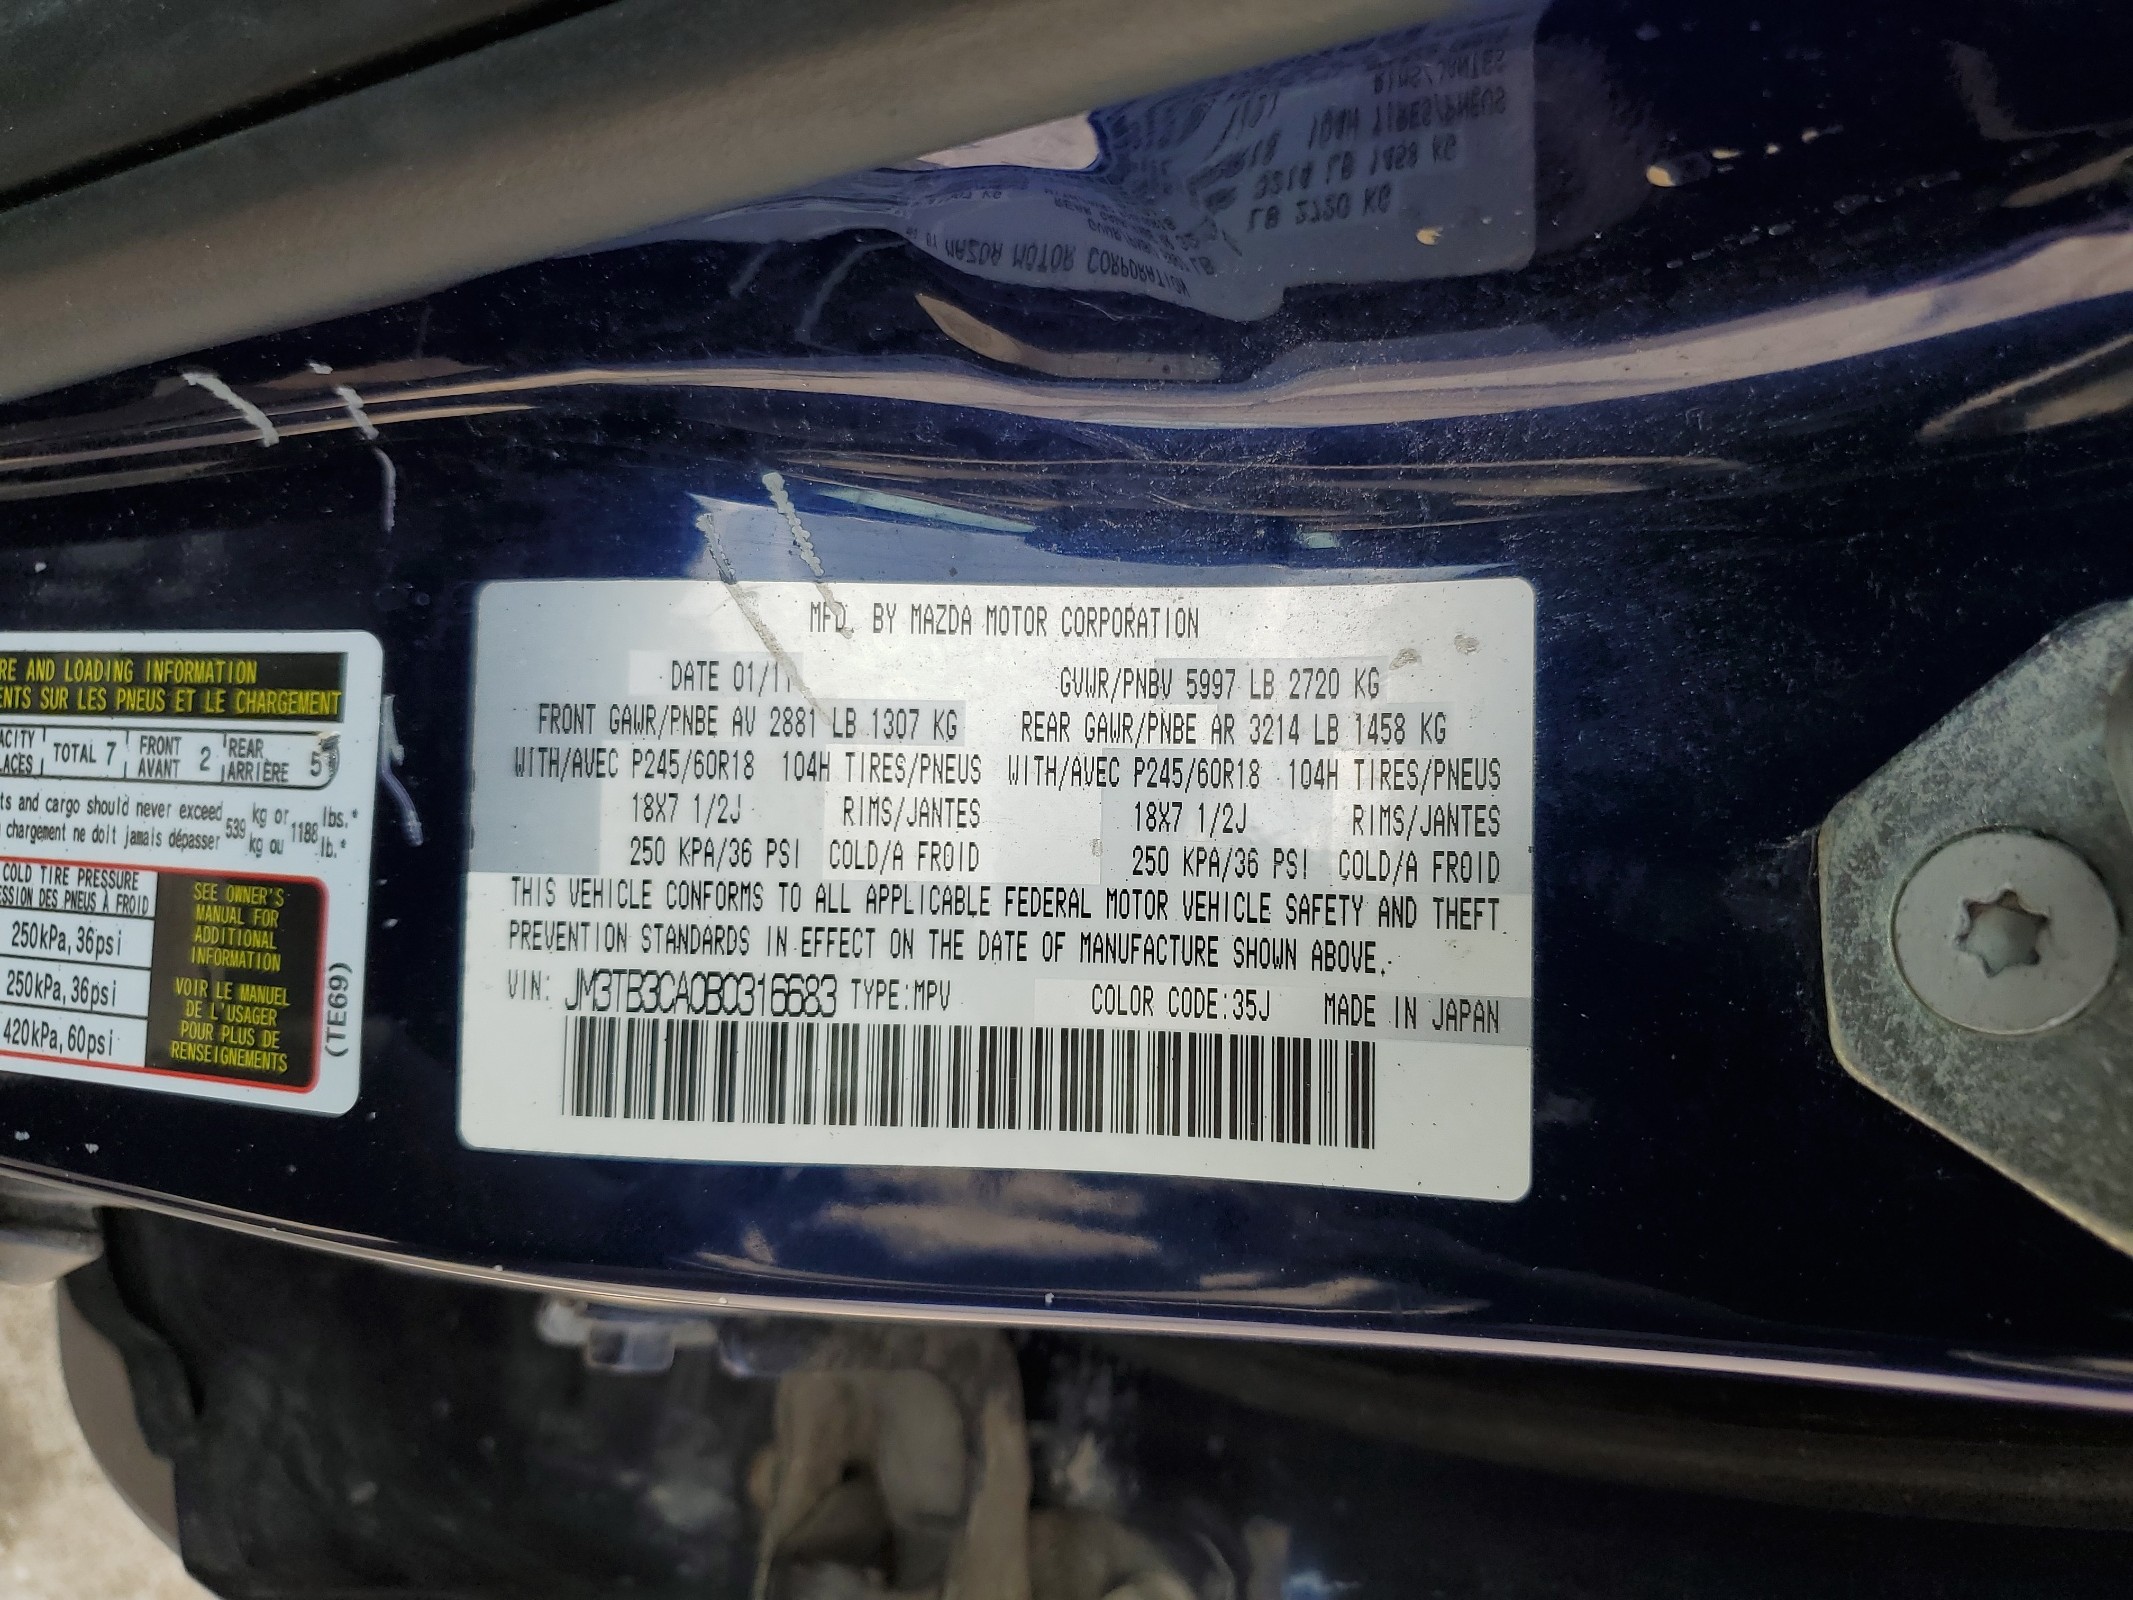 MFD. BY MAZDA MOTOR CORPORATION
DATE 01/11 GVWR/PNBV 5997 LB 2720 KG
FRONT GAWR/PNBE AV 2881 LB 1307 KG REAR GAWR/PNBE AR 3214 LB 1458 KG
WITH/AVEC P245/60R18 104H TIRES/PNEUS WITH/AVEC P245/60R18 104H TIRES/PNEUS
18X7 1/2J RIMS/JANTES 18X7 1/2J RIMS/JANTES
250 KPA/36 PSI COLD/A FROID 250 KPA/36 PSI COLD/A FROID
THIS VEHICLE CONFORMS TO ALL APPLICABLE FEDERAL MOTOR VEHICLE SAFETY AND THEFT
PREVENTION STANDARDS IN EFFECT ON THE DATE OF MANUFACTURE SHOWN ABOVE.
VIN: JM3TB3CA0B0316683 TYPE:MPV COLOR CODE:35J MADE IN JAPAN
RE AND LOADING INFORMATION
ENTS SUR LES PNEUS ET LE CHARGEMENT
ACITY TOTAL 7 FRONT 2 REAR 5
LACES AVANT ARRIÈRE
ts and cargo should never exceed 539 kg or 1188 lbs.*
chargement ne doit jamais dépasser kg ou lb.*
COLD TIRE PRESSURE
ESSION DES PNEUS À FROID
250kPa, 36psi
250kPa, 36psi
420kPa, 60psi
SEE OWNER'S
MANUAL FOR
ADDITIONAL
INFORMATION
VOIR LE MANUEL
DE L'USAGER
POUR PLUS DE
RENSEIGNEMENTS
(TE69)